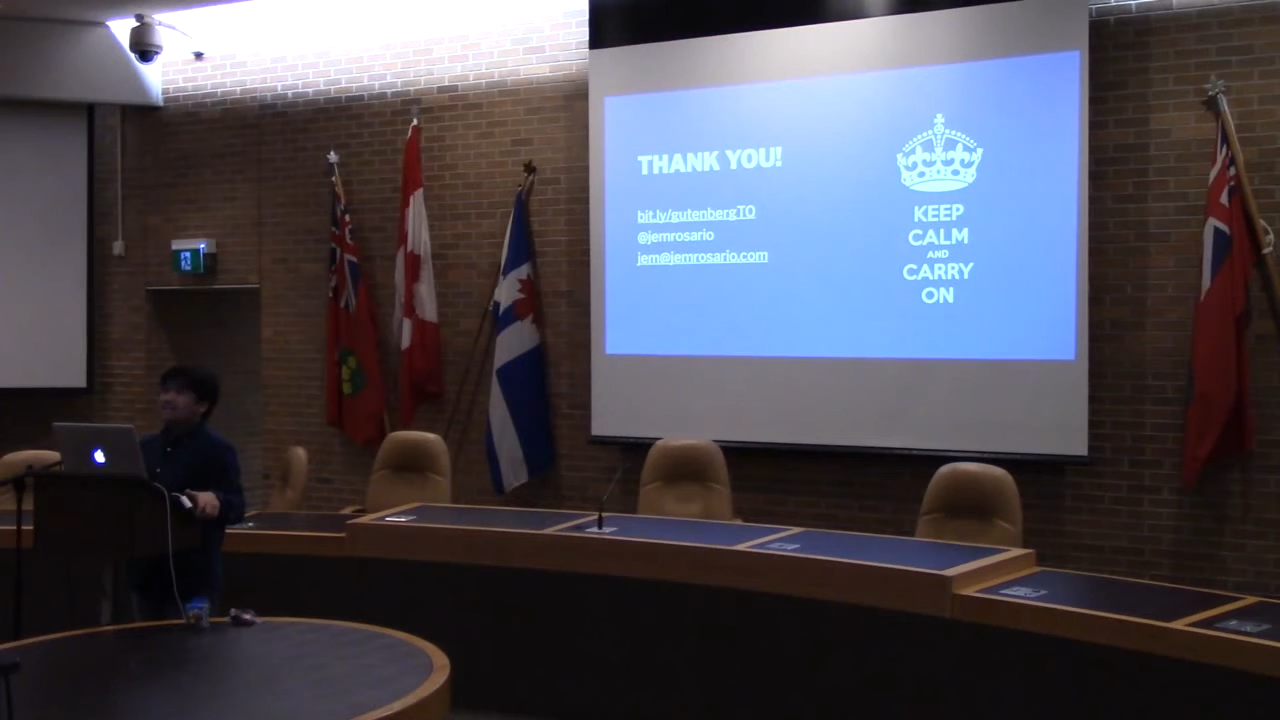 THANK YOU!
bit.ly/gutenbergTO
@jemrosario
jem@jemrosario.com
KEEP
CALM
AND
CARRY
ON